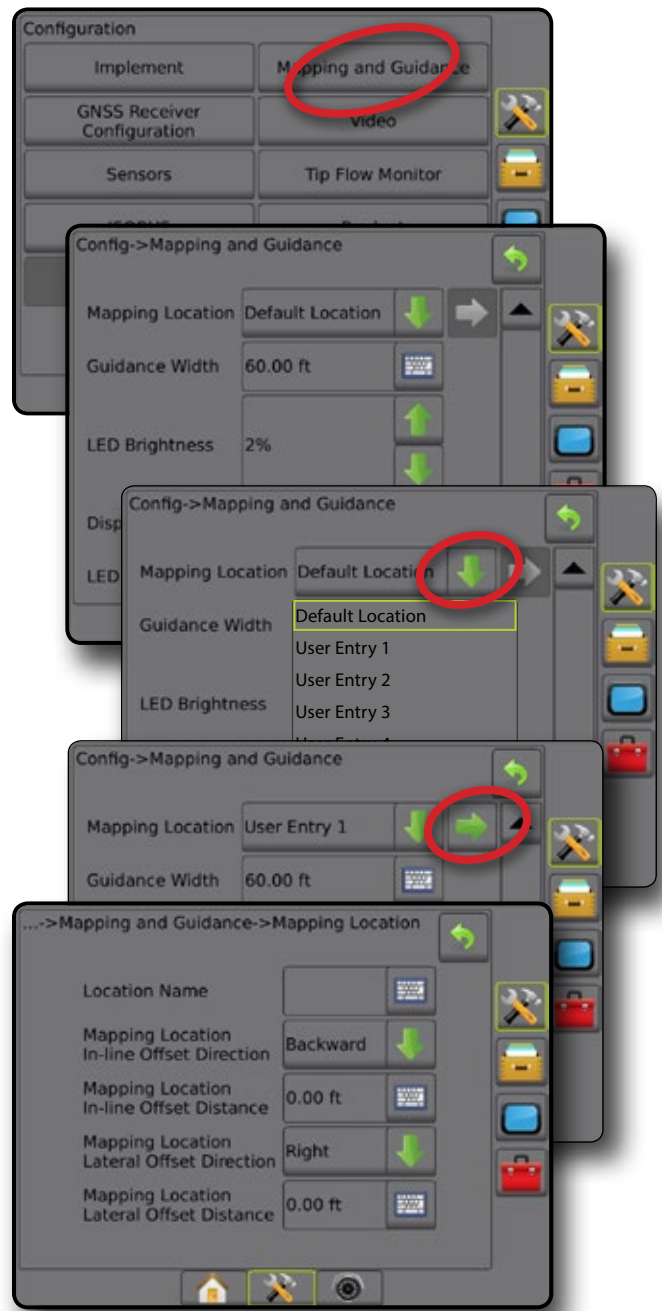 Configuration
Implement
Mapping and Guidance
GNSS Receiver
Configuration
Video
Sensors
Tip Flow Monitor
Config->Mapping and Guidance
Mapping Location
Default Location
Guidance Width
60.00 ft
LED Brightness
2%
Disp
LED
Config->Mapping and Guidance
Mapping Location
Default Location
Guidance Width
Default Location
User Entry 1
User Entry 2
LED Brightness
User Entry 3
Config->Mapping and Guidance
Mapping Location
User Entry 1
Guidance Width
60.00 ft
...->Mapping and Guidance->Mapping Location
Location Name
Mapping Location
In-line Offset Direction
Backward
Mapping Location
In-line Offset Distance
0.00 ft
Mapping Location
Lateral Offset Direction
Right
Mapping Location
Lateral Offset Distance
0.00 ft